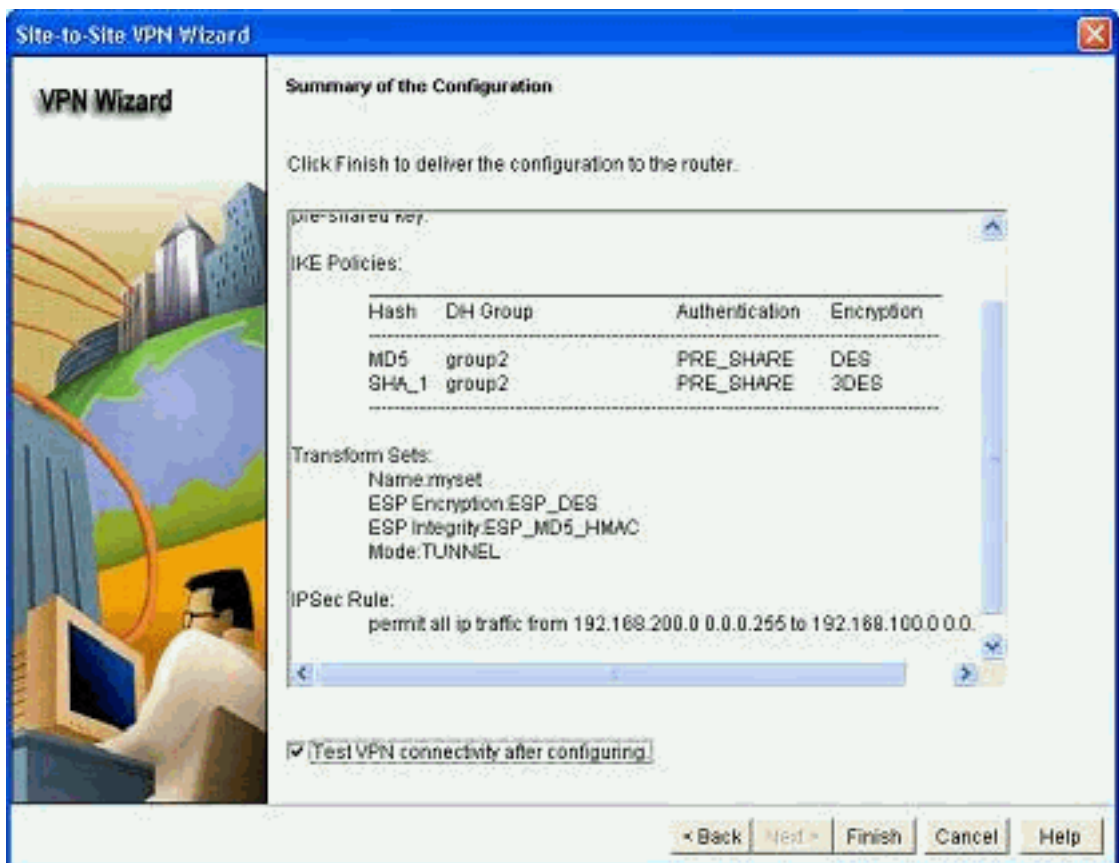 Site-to-Site VPN Wizard
VPN Wizard
Summary of the Configuration
Click Finish to deliver the configuration to the router.
pre-shared key.
IKE Policies:
Hash DH Group Authentication Encryption
MD5 group2 PRE_SHARE DES
SHA_1 group2 PRE_SHARE 3DES
Transform Sets:
Name:myset
ESP Encryption:ESP_DES
ESP Integrity:ESP_MD5_HMAC
Mode:TUNNEL
IPSec Rule:
permit all ip traffic from 192.168.200.0 0.0.0.255 to 192.168.100.0 0.0.
Test VPN connectivity after configuring.
< Back Next > Finish Cancel Help